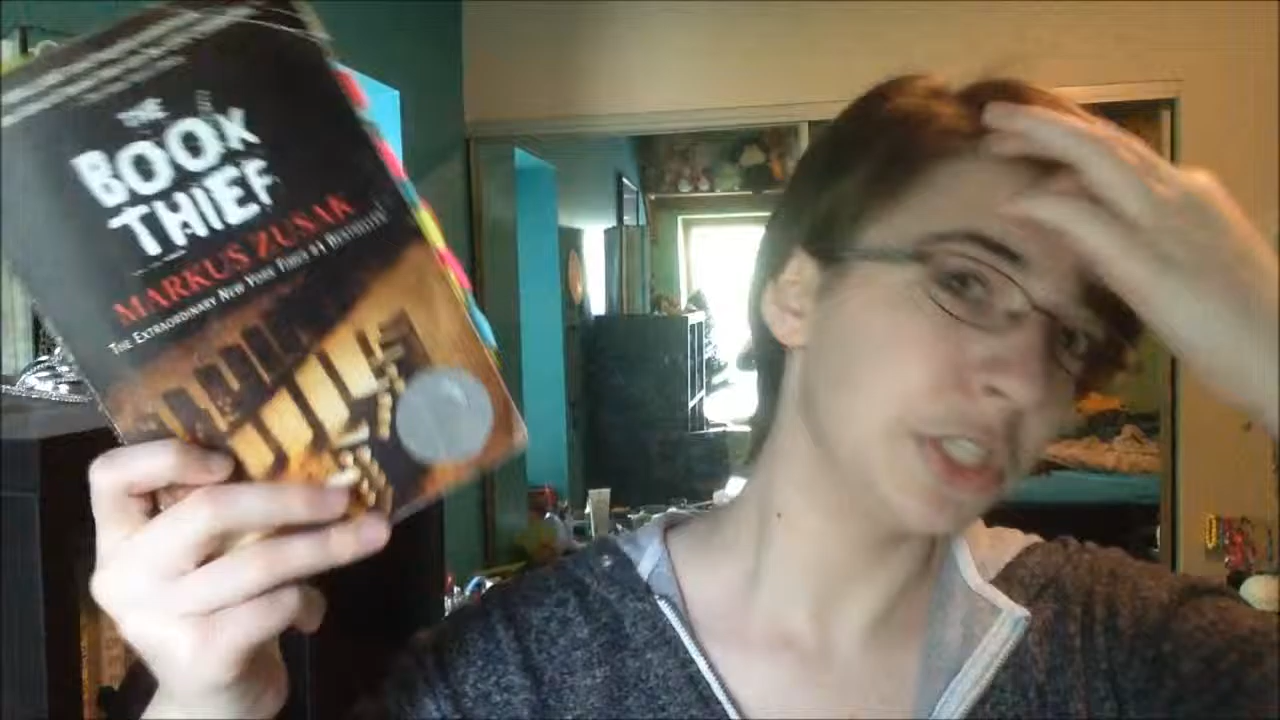 THE
BOOK
THIEF
MARKUS ZUSAK
THE EXTRAORDINARY NEW YORK TIMES #1 BESTSELLER